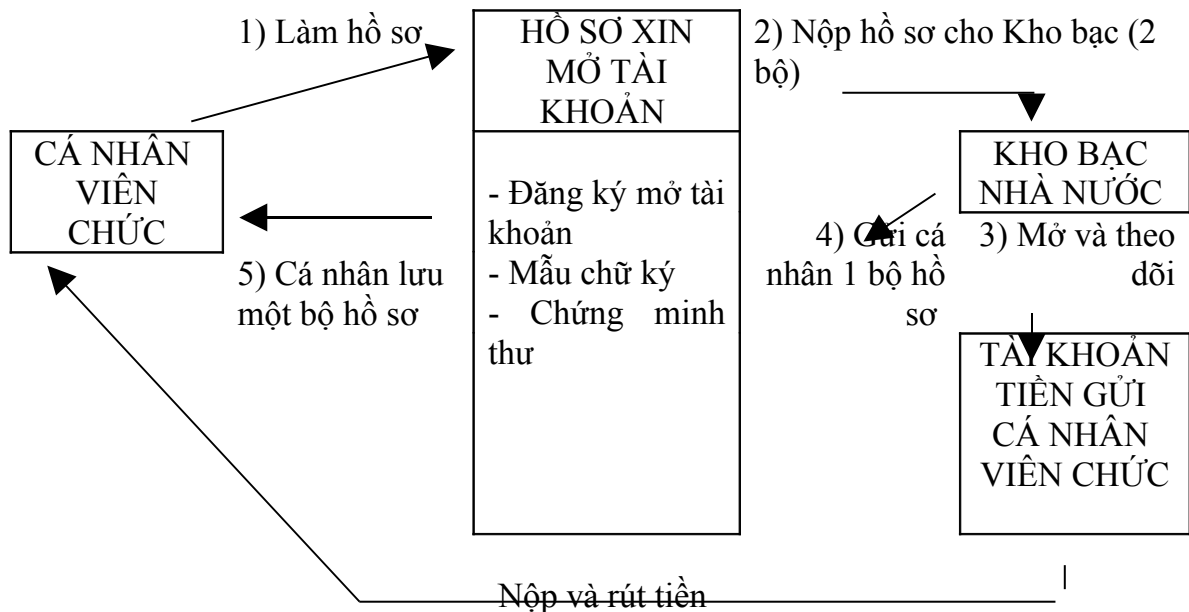 1) Làm hồ sơ
HỒ SƠ XIN
MỞ TÀI
KHOẢN
2) Nộp hồ sơ cho Kho bạc (2
bộ)
CÁ NHÂN
VIÊN
CHỨC
- Đăng ký mở tài
khoản
- Mẫu chữ ký
- Chứng minh
thư
KHO BẠC
NHÀ NƯỚC
4) Gửi cá
nhân 1 bộ hồ
sơ
3) Mở và theo
dõi
5) Cá nhân lưu
một bộ hồ sơ
TÀI KHOẢN
TIỀN GỬI
CÁ NHÂN
VIÊN CHỨC
Nộp và rút tiền